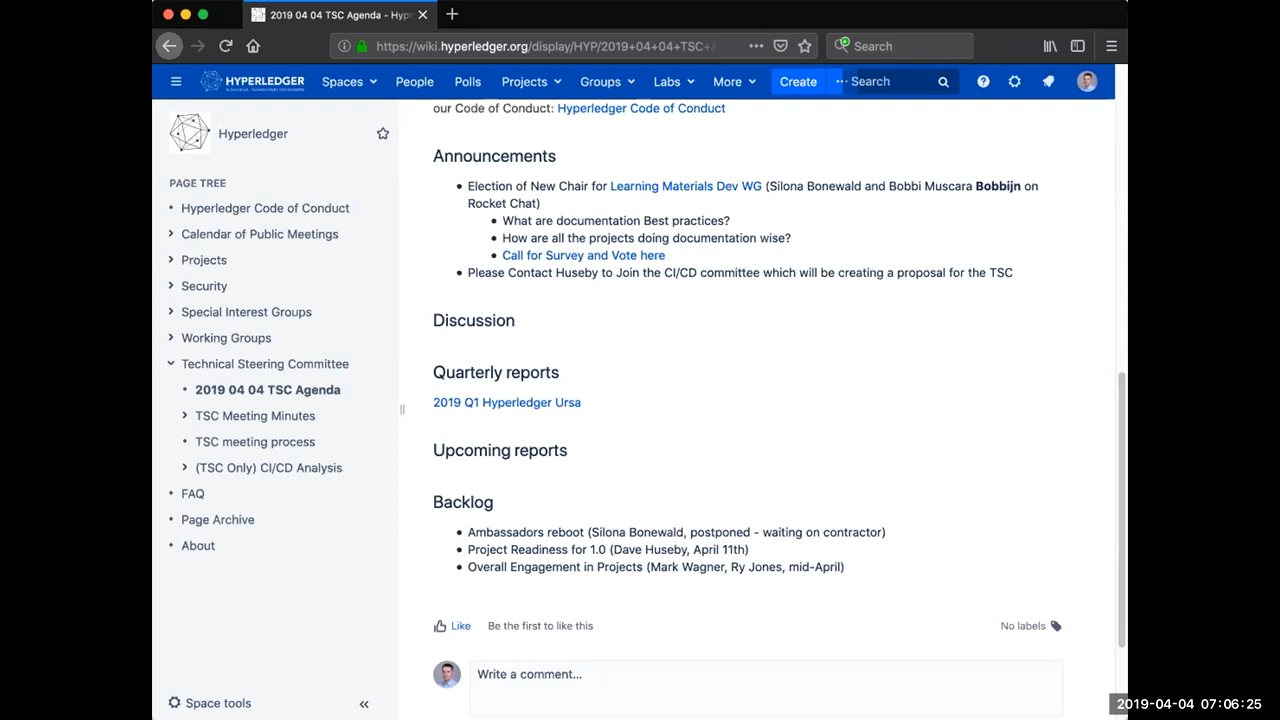 2019 04 04 TSC Agenda - Hype
https://wiki.hyperledger.org/display/HYP/2019+04+04+TSC+A
Search
HYPERLEDGER
Spaces
People
Polls
Projects
Groups
Labs
More
Create
Search
Hyperledger
PAGE TREE
Hyperledger Code of Conduct
Calendar of Public Meetings
Projects
Security
Special Interest Groups
Working Groups
Technical Steering Committee
2019 04 04 TSC Agenda
TSC Meeting Minutes
TSC meeting process
(TSC Only) CI/CD Analysis
FAQ
Page Archive
About
Space tools
our Code of Conduct: Hyperledger Code of Conduct
Announcements
Election of New Chair for Learning Materials Dev WG (Silona Bonewald and Bobbi Muscara Bobbijn on
Rocket Chat)
What are documentation Best practices?
How are all the projects doing documentation wise?
Call for Survey and Vote here
Please Contact Huseby to Join the CI/CD committee which will be creating a proposal for the TSC
Discussion
Quarterly reports
2019 Q1 Hyperledger Ursa
Upcoming reports
Backlog
Ambassadors reboot (Silona Bonewald, postponed - waiting on contractor)
Project Readiness for 1.0 (Dave Huseby, April 11th)
Overall Engagement in Projects (Mark Wagner, Ry Jones, mid-April)
Like
Be the first to like this
No labels
Write a comment...
2019-04-04 07:06:25